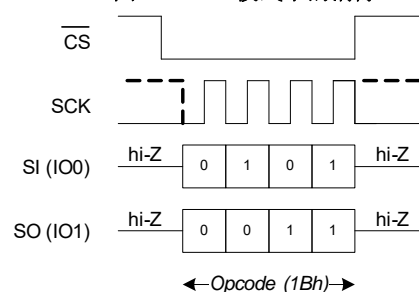 CS
SCK
hi-Z
hi-Z
SI (IO0)
0
1
0
1
hi-Z
hi-Z
SO (IO1)
0
0
1
1
Opcode (1Bh)